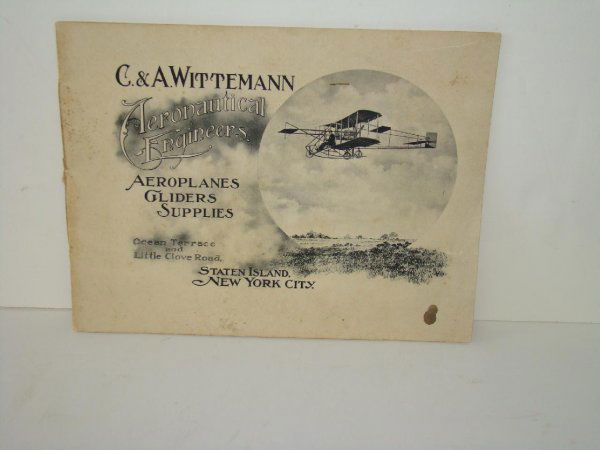 C. & A. WITTEMANN
Aeronautical
Engineers.
AEROPLANES
GLIDERS
SUPPLIES
Ocean Terrace
and
Little Clove Road,
STATEN ISLAND,
NEW YORK CITY.